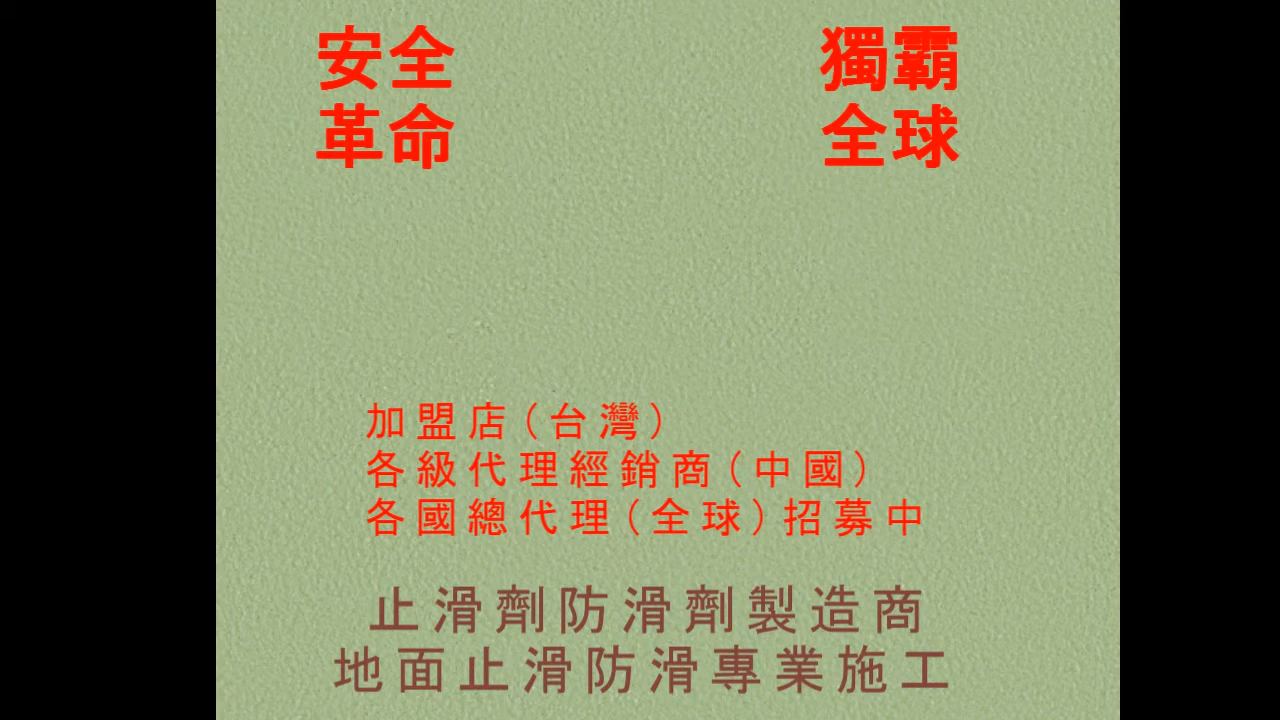 安全
革命
獨霸
全球
加盟店(台灣)
各級代理經銷商(中國)
各國總代理(全球)招募中
止滑劑防滑劑製造商
地面止滑防滑專業施工